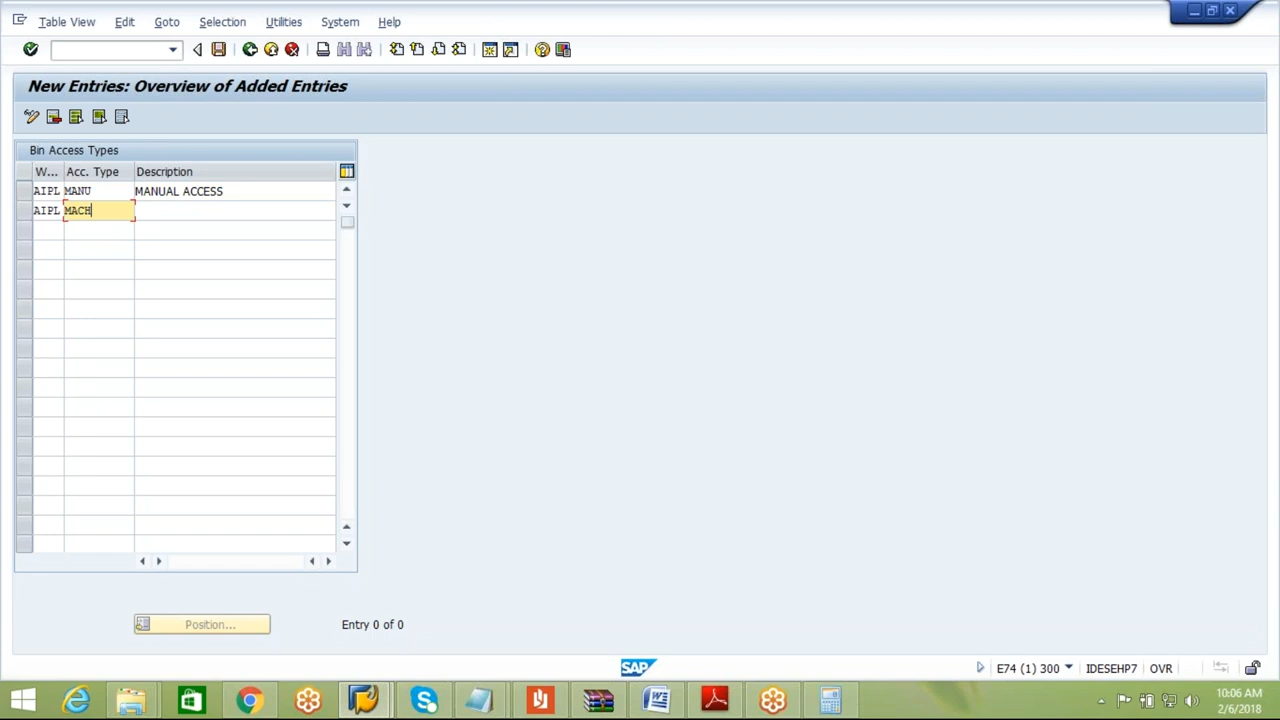 Table View Edit Goto Selection Utilities System Help
New Entries: Overview of Added Entries
Bin Access Types
W... Acc. Type Description
AIPL MANU MANUAL ACCESS
AIPL MACH
Position... Entry 0 of 0
SAP E74 (1) 300 IDESEHP7 OVR
10:06 AM
2/6/2018